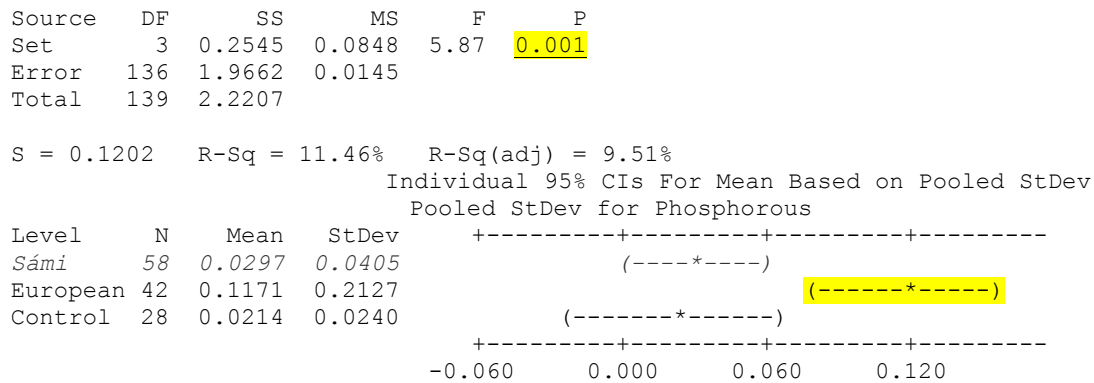 Source   DF      SS      MS     F      P
Set       3  0.2545  0.0848  5.87  0.001
Error   136  1.9662  0.0145
Total   139  2.2207
S = 0.1202   R-Sq = 11.46%   R-Sq(adj) = 9.51%
Individual 95% CIs For Mean Based on Pooled StDev
Pooled StDev for Phosphorous
Level     N    Mean   StDev     +---------+---------+---------+---------
Sámi     58  0.0297  0.0405               (----*----)
European 42  0.1171  0.2127                            (------*-----)
Control  28  0.0214  0.0240           (-------*------)
+---------+---------+---------+---------
-0.060     0.000     0.060     0.120